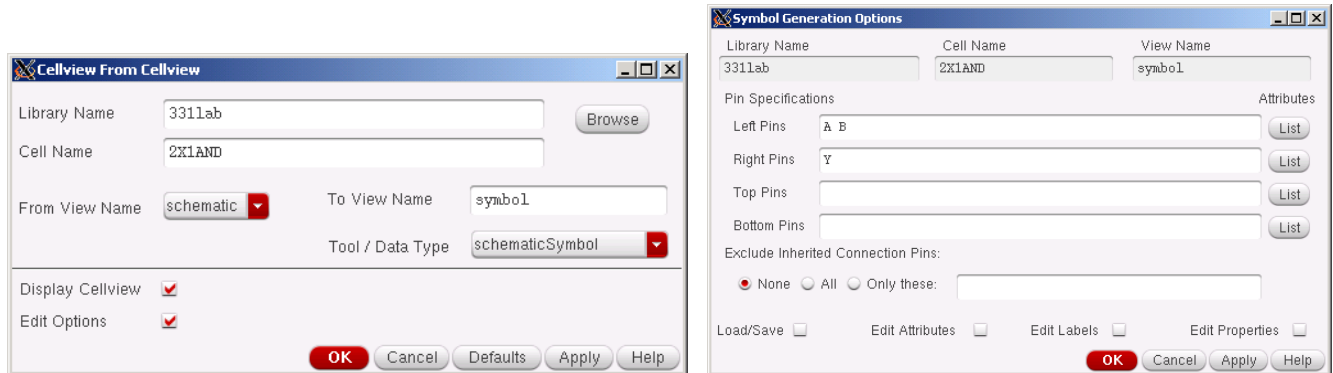 Cellview From Cellview
Library Name 331lab Browse
Cell Name 2X1AND
From View Name schematic To View Name symbol
Tool / Data Type schematicSymbol
Display Cellview
Edit Options
OK Cancel Defaults Apply Help
Symbol Generation Options
Library Name Cell Name View Name
331lab 2X1AND symbol
Pin Specifications Attributes
Left Pins A B List
Right Pins Y List
Top Pins List
Bottom Pins List
Exclude Inherited Connection Pins:
None All Only these:
Load/Save Edit Attributes Edit Labels Edit Properties
OK Cancel Apply Help